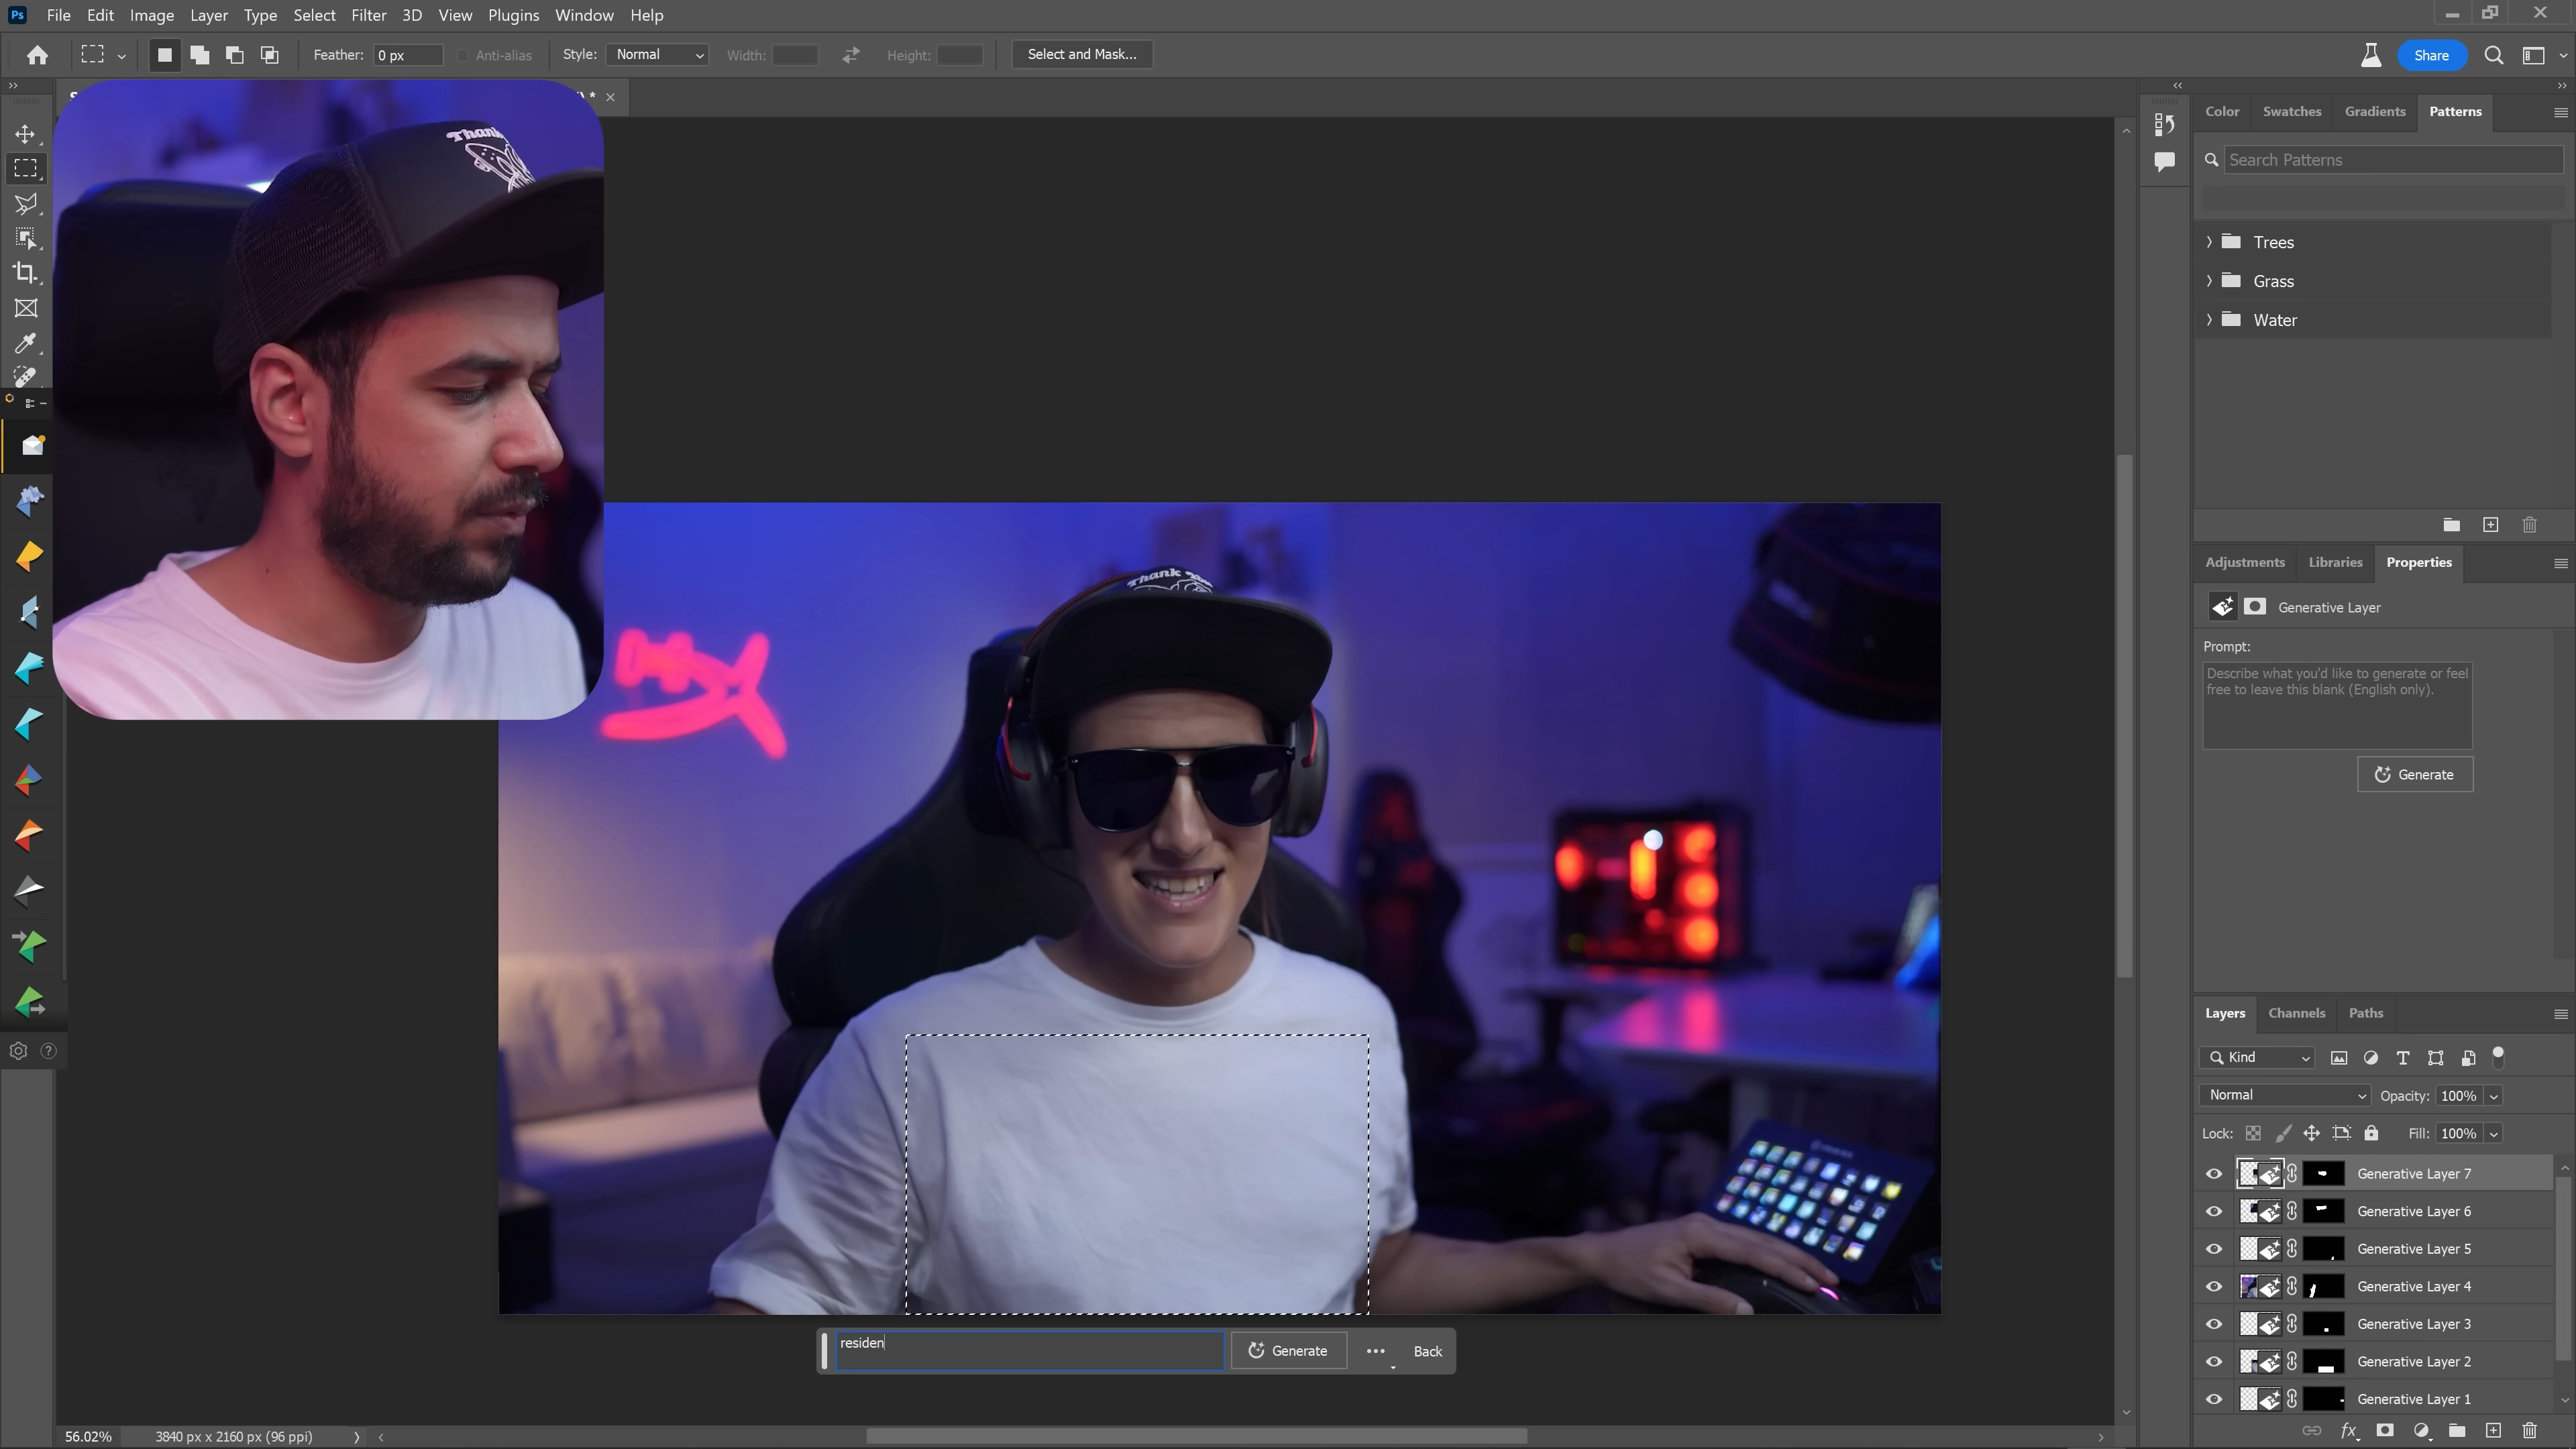 Ps File Edit Image Layer Type Select Filter 3D View Plugins Window Help
Feather: 0 px Anti-alias Style: Normal Width: Height: Select and Mask... Share
* ×
Thank
Thank
Color Swatches Gradients Patterns
Search Patterns
Trees
Grass
Water
Adjustments Libraries Properties
Generative Layer
Prompt:
Describe what you'd like to generate or feel
free to leave this blank (English only).
Generate
Layers Channels Paths
Kind
Normal Opacity: 100%
Lock: Fill: 100%
Generative Layer 7
Generative Layer 6
Generative Layer 5
Generative Layer 4
Generative Layer 3
Generative Layer 2
Generative Layer 1
fx
residen Generate ... Back
56.02% 3840 px x 2160 px (96 ppi)